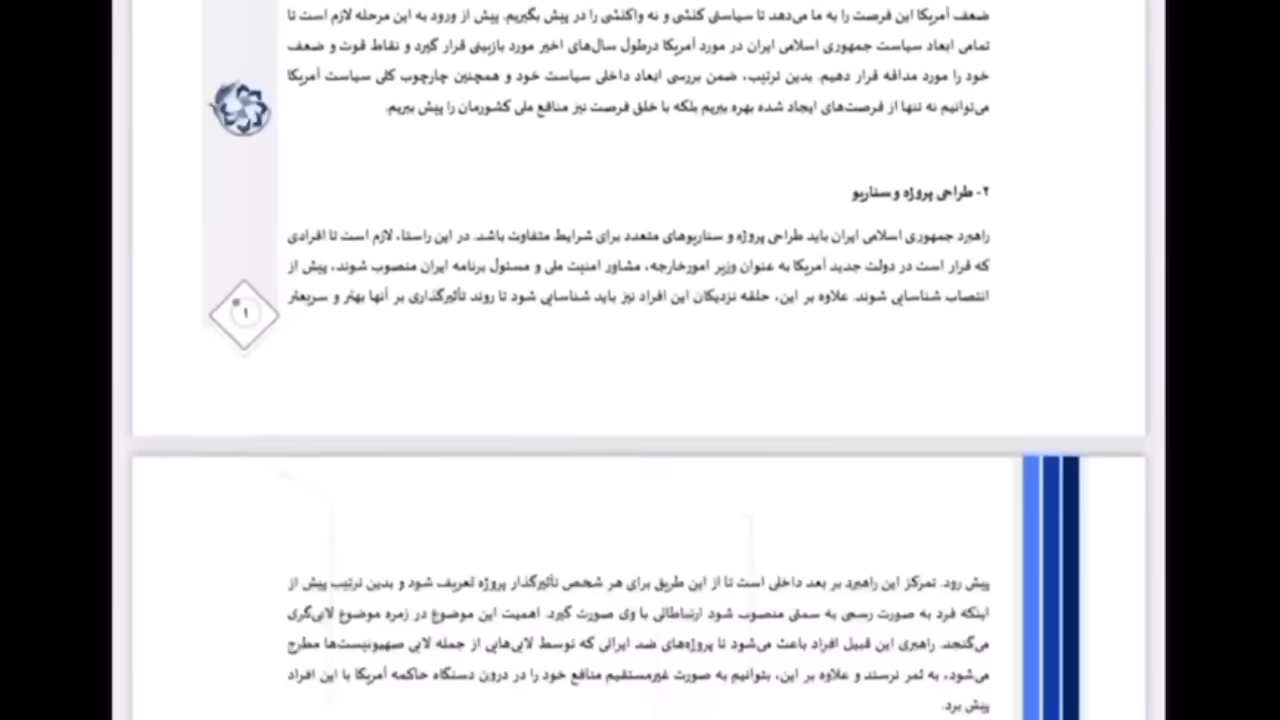 ضعف آمریکا این فرصت را به ما می‌دهد تا سیاستی کنشی و نه واکنشی را در پیش بگیریم. پیش از ورود به این مرحله لازم است تا
تمامی ابعاد سیاست جمهوری اسلامی ایران در مورد آمریکا درطول سال‌های اخیر مورد بازبینی قرار گیرد و نقاط قوت و ضعف
خود را مورد مداقه قرار دهیم. بدین ترتیب، ضمن بررسی ابعاد داخلی سیاست خود و همچنین چارچوب کلی سیاست آمریکا
می‌توانیم نه تنها از فرصت‌های ایجاد شده بهره ببریم بلکه با خلق فرصت نیز منافع ملی کشورمان را پیش ببریم.
۲- طراحی پروژه و سناریو
راهبرد جمهوری اسلامی ایران باید طراحی پروژه و سناریوهای متعدد برای شرایط متفاوت باشد. در این راستا، لازم است تا افرادی
که قرار است در دولت جدید آمریکا به عنوان وزیر امورخارجه، مشاور امنیت ملی و مسئول برنامه ایران منصوب شوند، پیش از
انتصاب شناسایی شوند. علاوه بر این، حلقه نزدیکان این افراد نیز باید شناسایی شود تا روند تأثیرگذاری بر آنها بهتر و سریعتر
۱
پیش رود. تمرکز این راهبرد بر بعد داخلی است تا از این طریق برای هر شخص تأثیرگذار پروژه تعریف شود و بدین ترتیب پیش از
اینکه فرد به صورت رسمی به سمتی منصوب شود ارتباطاتی با وی صورت گیرد. اهمیت این موضوع در زمره موضوع لابی‌گری
می‌گنجد. راهبری این قبیل افراد باعث می‌شود تا پروژه‌های ضد ایرانی که توسط لابی‌هایی از جمله لابی صهیونیست‌ها مطرح
می‌شود، به ثمر نرسند و علاوه بر این، بتوانیم به صورت غیرمستقیم منافع خود را در درون دستگاه حاکمه آمریکا با این افراد
پیش برد.